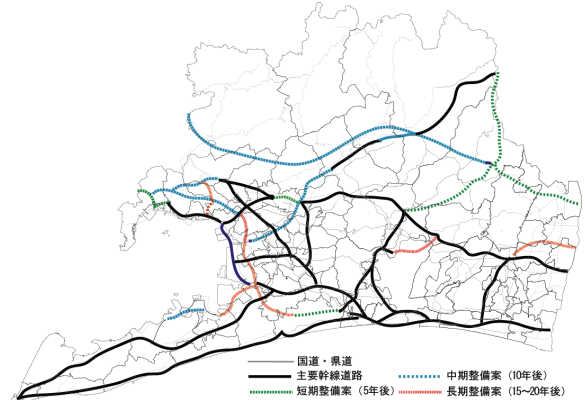 国道・県道
主要幹線道路
短期整備案（5年後）
中期整備案（10年後）
長期整備案（15~20年後）